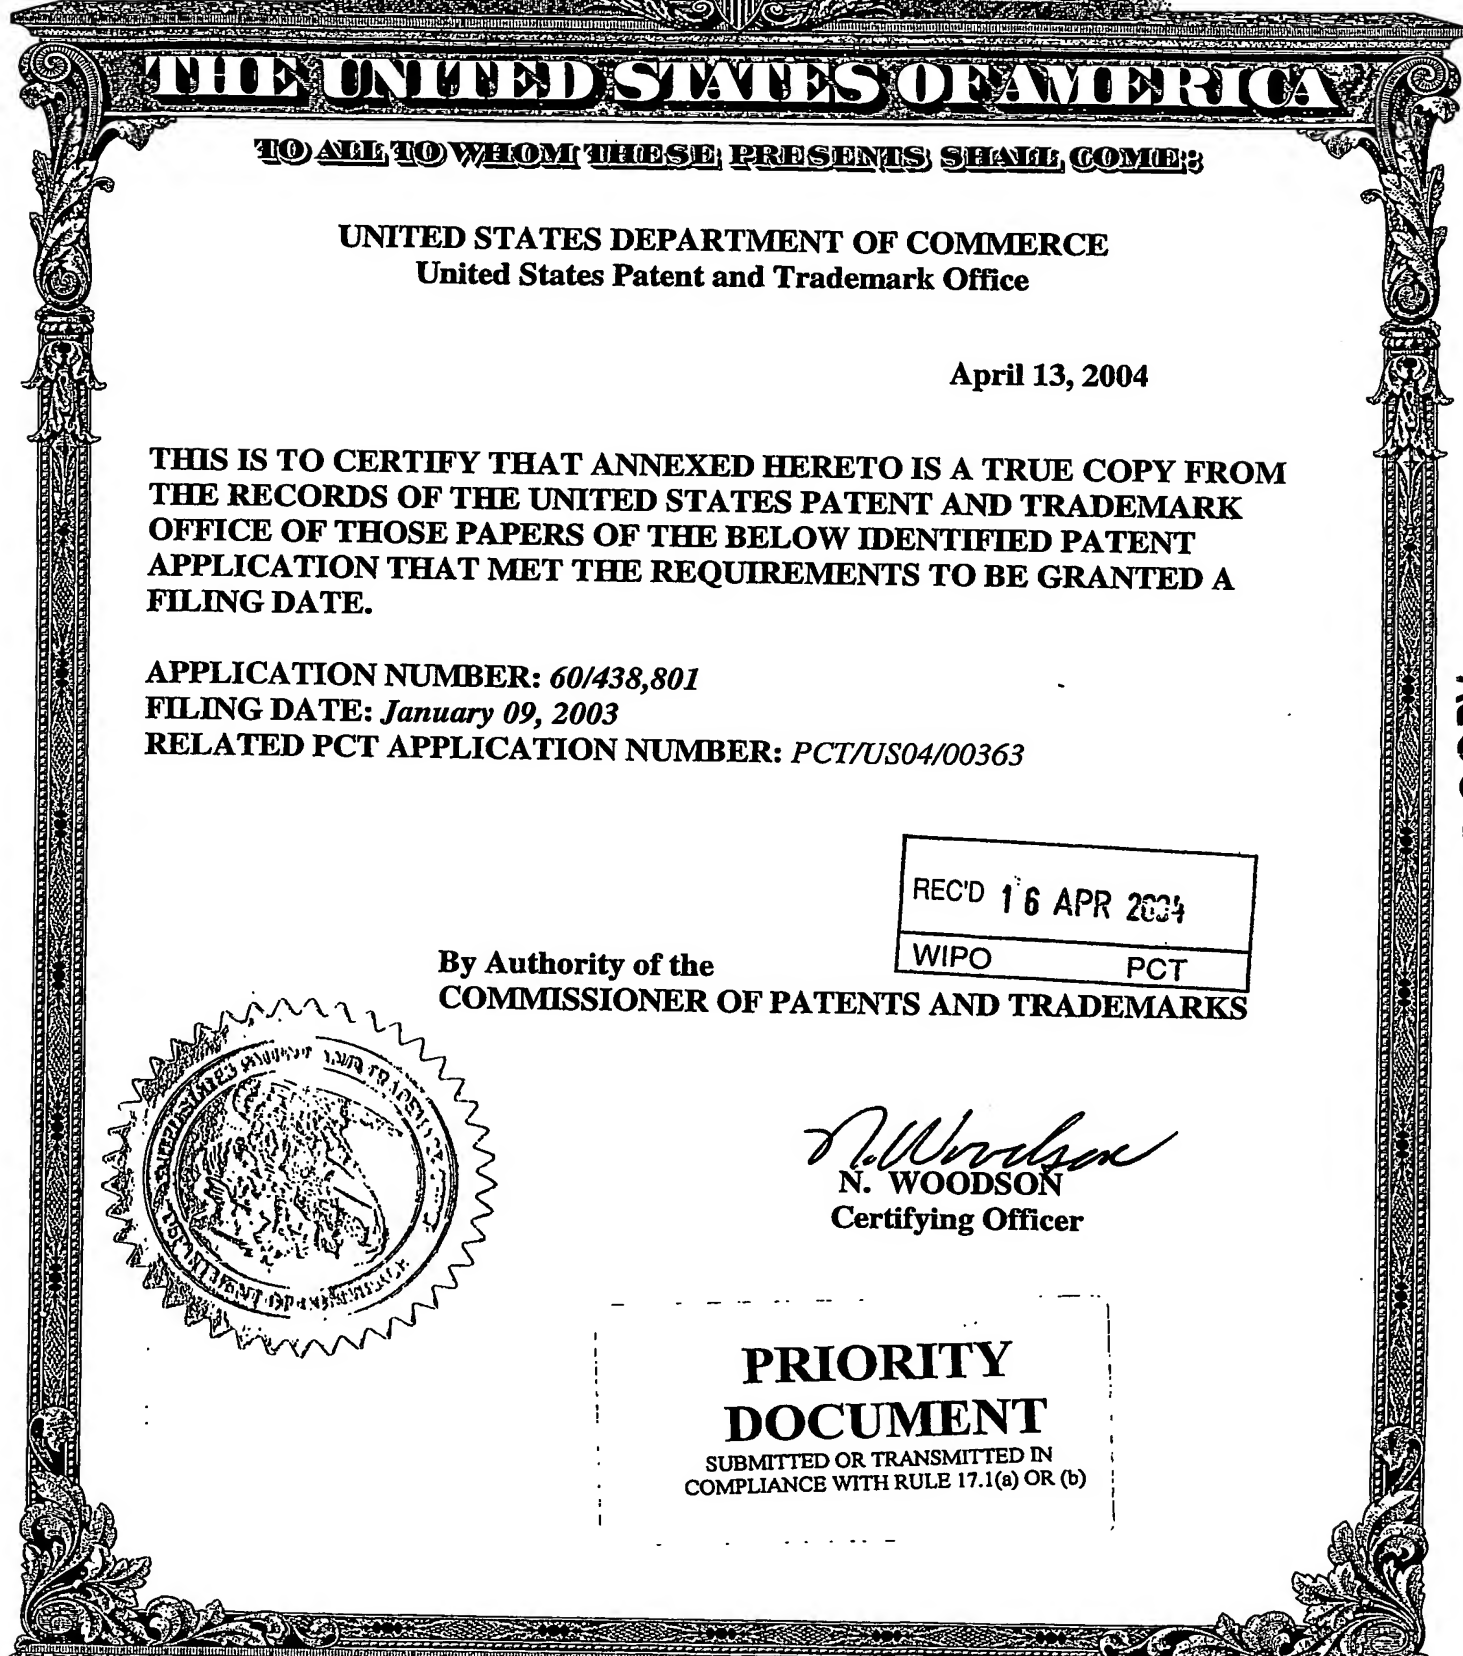 THE UNITED STATES OF AMERICA
TO ALL TO WHOM THESE PRESENTS SHALL COME:
UNITED STATES DEPARTMENT OF COMMERCE
United States Patent and Trademark Office
April 13, 2004
THIS IS TO CERTIFY THAT ANNEXED HERETO IS A TRUE COPY FROM
THE RECORDS OF THE UNITED STATES PATENT AND TRADEMARK
OFFICE OF THOSE PAPERS OF THE BELOW IDENTIFIED PATENT
APPLICATION THAT MET THE REQUIREMENTS TO BE GRANTED A
FILING DATE.
APPLICATION NUMBER: 60/438,801
FILING DATE: January 09, 2003
RELATED PCT APPLICATION NUMBER: PCT/US04/00363
REC'D 16 APR 2004
WIPO PCT
By Authority of the
COMMISSIONER OF PATENTS AND TRADEMARKS
N. Woodson
N. WOODSON
Certifying Officer
PRIORITY
DOCUMENT
SUBMITTED OR TRANSMITTED IN
COMPLIANCE WITH RULE 17.1(a) OR (b)